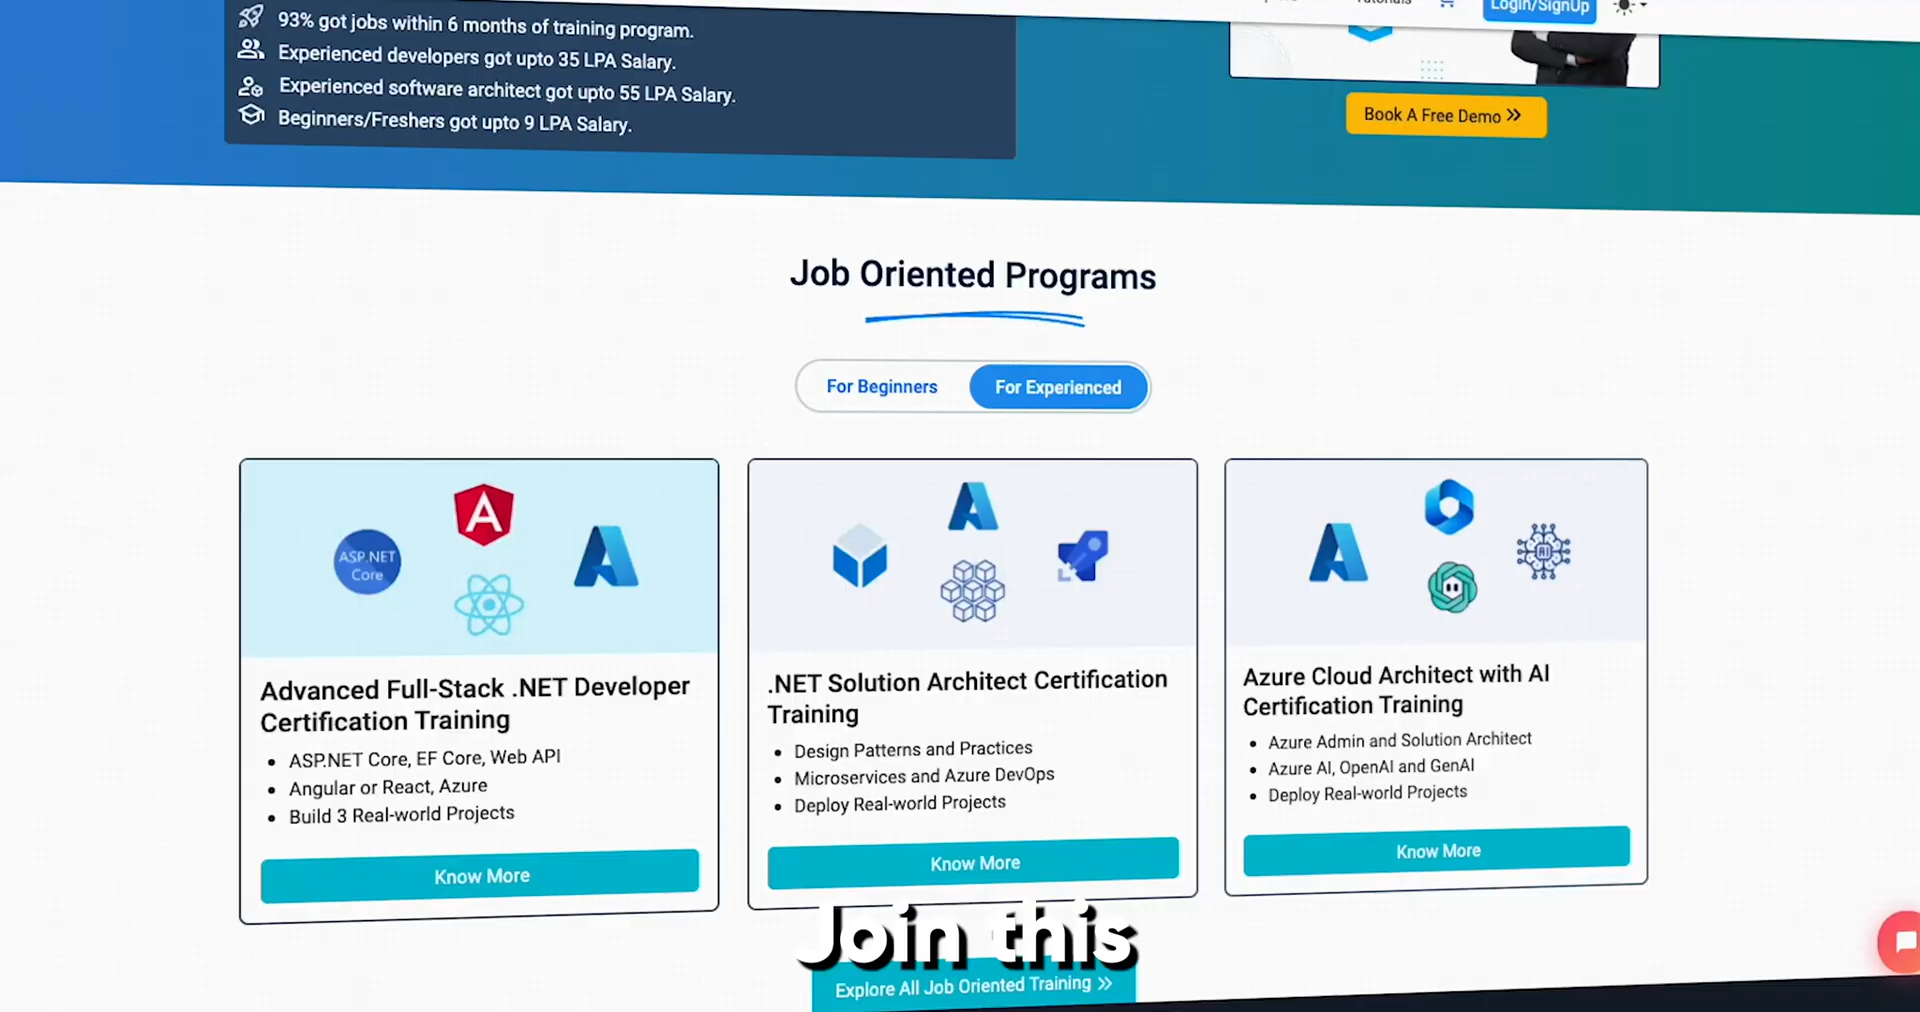 Login/SignUp
93% got jobs within 6 months of training program.
Experienced developers got upto 35 LPA Salary.
Experienced software architect got upto 55 LPA Salary.
Beginners/Freshers got upto 9 LPA Salary.
Book A Free Demo
Job Oriented Programs
For Beginners
For Experienced
ASP.NET
Core
Advanced Full-Stack .NET Developer
Certification Training
ASP.NET Core, EF Core, Web API
Angular or React, Azure
Build 3 Real-world Projects
Know More
.NET Solution Architect Certification
Training
Design Patterns and Practices
Microservices and Azure DevOps
Deploy Real-world Projects
Know More
AI
Azure Cloud Architect with AI
Certification Training
Azure Admin and Solution Architect
Azure AI, OpenAI and GenAI
Deploy Real-world Projects
Know More
Join this
Explore All Job Oriented Training